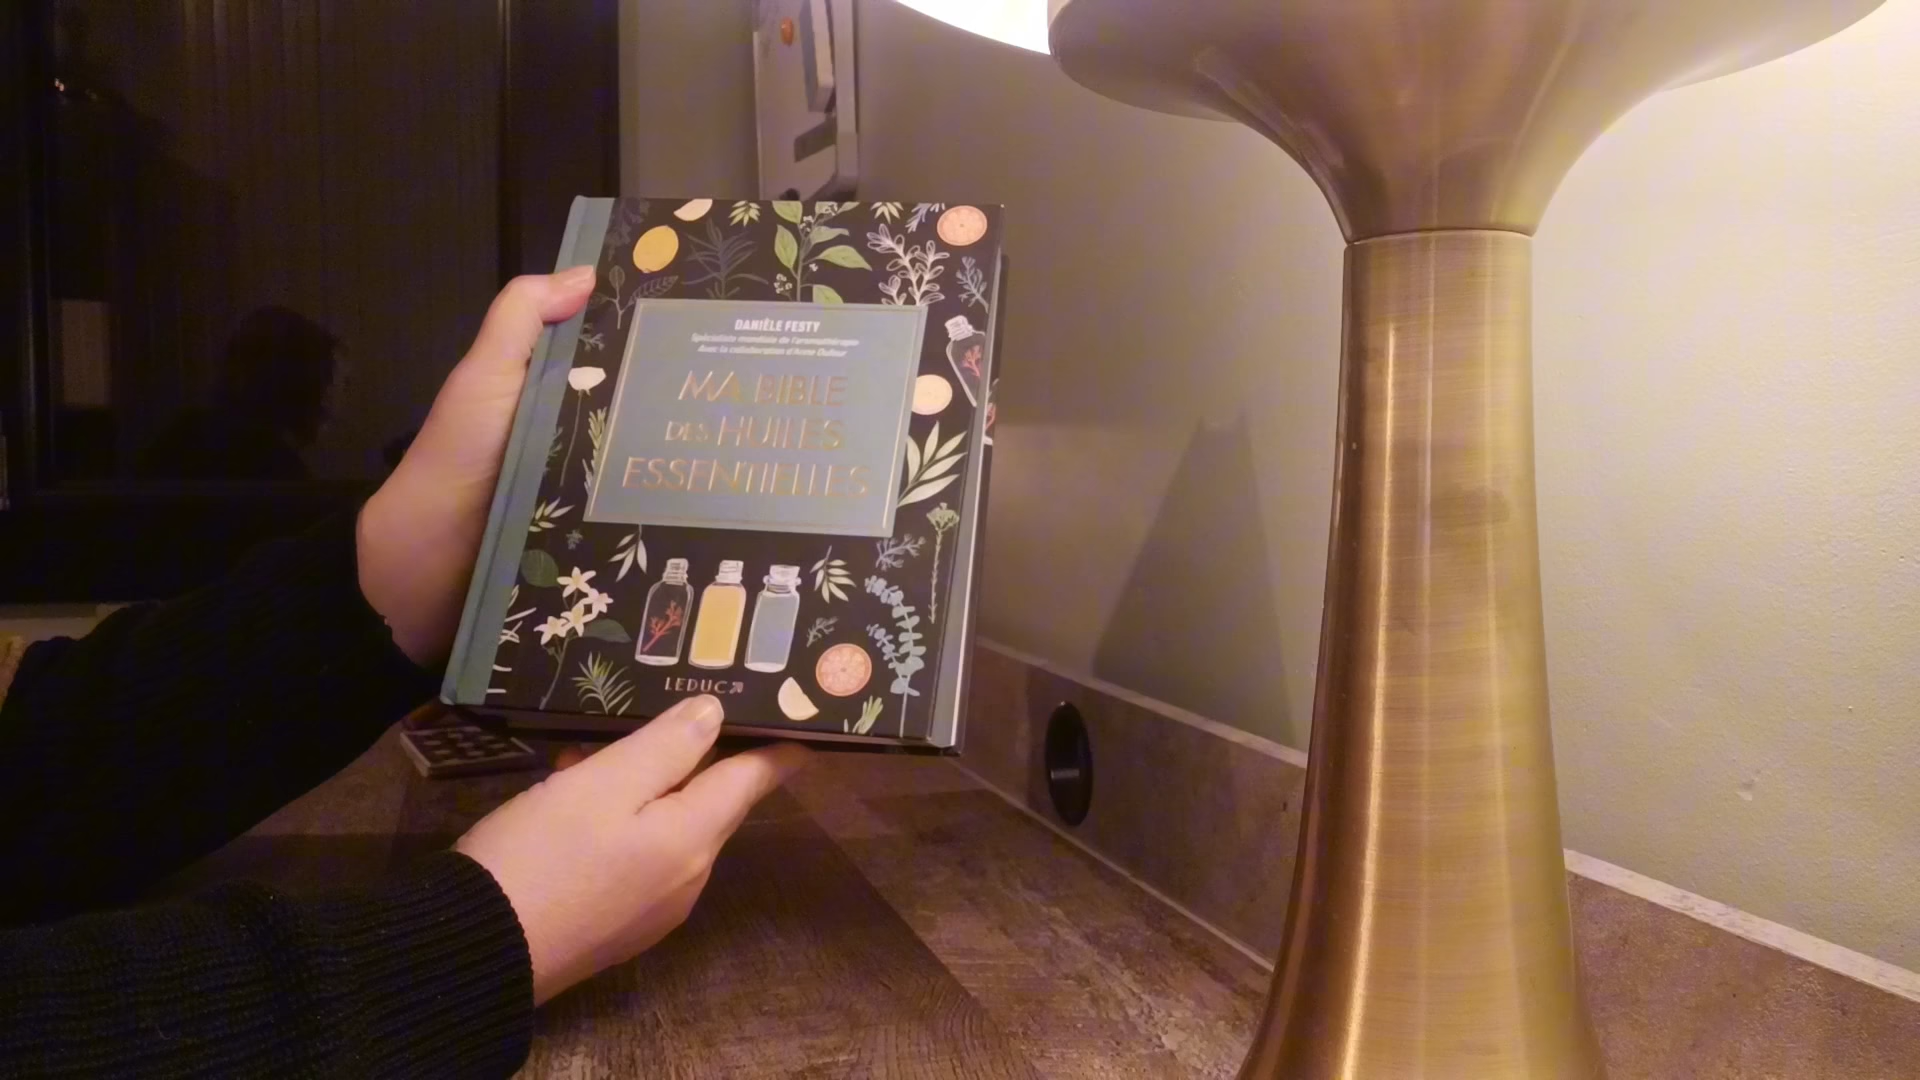 DANIÈLE FESTY
Spécialiste mondiale de l'aromathérapie
Avec la collaboration d'Anne Dufour
MA BIBLE
DES HUILES
ESSENTIELLES
LEDUC